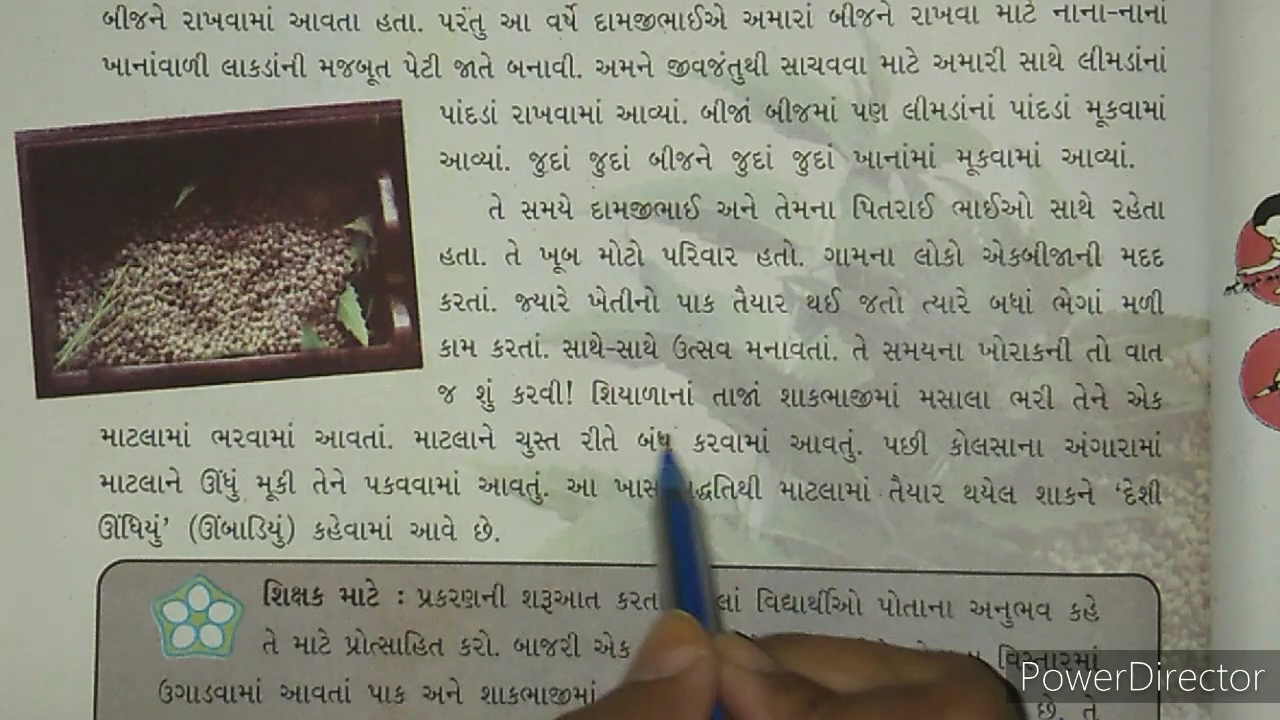 બીજને રાખવામાં આવતા હતા. પરંતુ આ વર્ષે દામજીભાઈએ અમારાં બીજને રાખવા માટે નાના-નાનાં
ખાનાંવાળી લાકડાંની મજબૂત પેટી જાતે બનાવી. અમને જીવજંતુથી સાચવવા માટે અમારી સાથે લીમડાંનાં
પાંદડાં રાખવામાં આવ્યાં. બીજાં બીજમાં પણ લીમડાંનાં પાંદડાં મૂકવામાં
આવ્યાં. જુદાં જુદાં બીજને જુદાં જુદાં ખાનાંમાં મૂકવામાં આવ્યાં.
તે સમયે દામજીભાઈ અને તેમના પિતરાઈ ભાઈઓ સાથે રહેતા
હતા. તે ખૂબ મોટો પરિવાર હતો. ગામના લોકો એકબીજાની મદદ
કરતાં. જ્યારે ખેતીનો પાક તૈયાર થઈ જતો ત્યારે બધાં ભેગાં મળી
કામ કરતાં. સાથે-સાથે ઉત્સવ મનાવતાં. તે સમયના ખોરાકની તો વાત
જ શું કરવી! શિયાળાનાં તાજાં શાકભાજીમાં મસાલા ભરી તેને એક
માટલામાં ભરવામાં આવતાં. માટલાને ચુસ્ત રીતે બંધ કરવામાં આવતું. પછી કોલસાના અંગારામાં
માટલાને ઊંધું મૂકી તેને પકવવામાં આવતું. આ ખાસ પદ્ધતિથી માટલામાં તૈયાર થયેલ શાકને ‘દેશી
ઊંધિયું’ (ઊંબાડિયું) કહેવામાં આવે છે.
શિક્ષક માટે : પ્રકરણની શરૂઆત કરતા વિદ્યાર્થીઓ પોતાના અનુભવ કહે
તે માટે પ્રોત્સાહિત કરો. બાજરી એક વિસ્તારમાં
ઉગાડવામાં આવતાં પાક અને શાકભાજીમાં છે. તે
PowerDirector